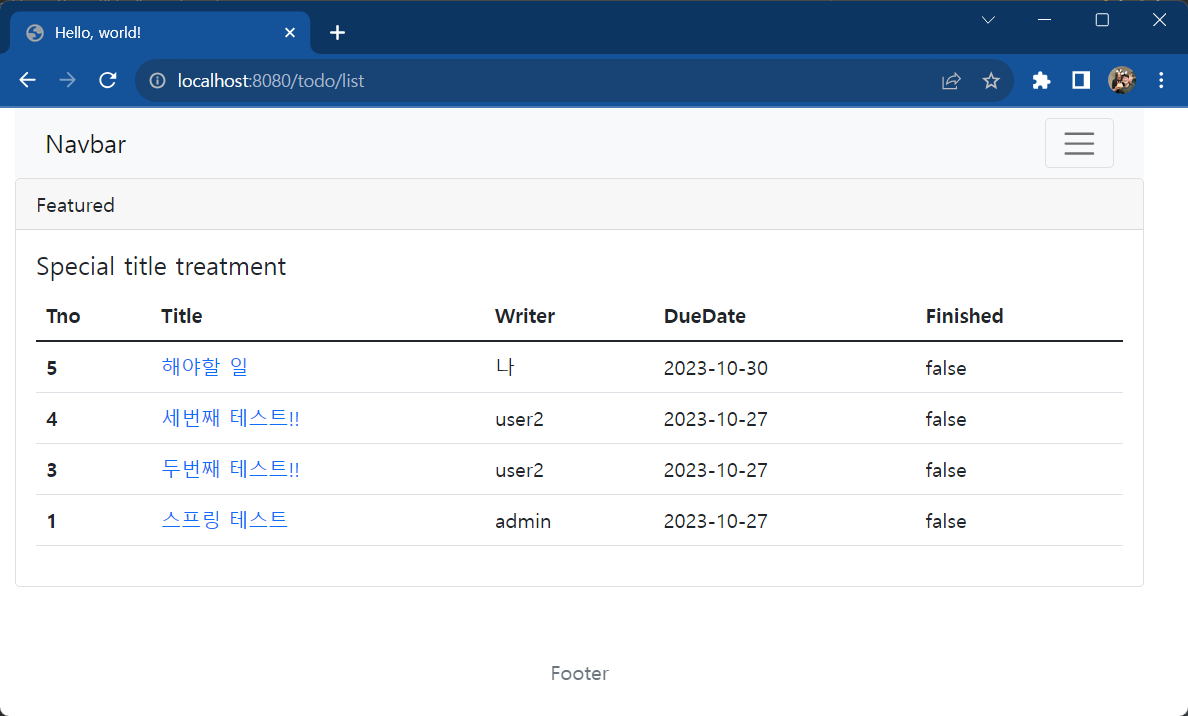 Hello, world!
localhost:8080/todo/list
Navbar
Featured
Special title treatment
Tno Title Writer DueDate Finished
5 해야할 일 나 2023-10-30 false
4 세번째 테스트!! user2 2023-10-27 false
3 두번째 테스트!! user2 2023-10-27 false
1 스프링 테스트 admin 2023-10-27 false
Footer